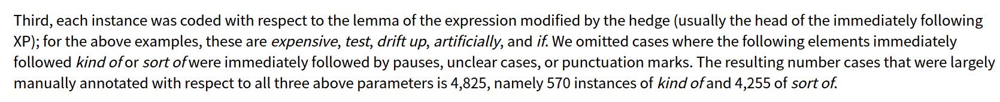 Third, each instance was coded with respect to the lemma of the expression modified by the hedge (usually the head of the immediately following
XP); for the above examples, these are expensive, test, drift up, artificially, and if. We omitted cases where the following elements immediately
followed kind of or sort of were immediately followed by pauses, unclear cases, or punctuation marks. The resulting number cases that were largely
manually annotated with respect to all three above parameters is 4,825, namely 570 instances of kind of and 4,255 of sort of.